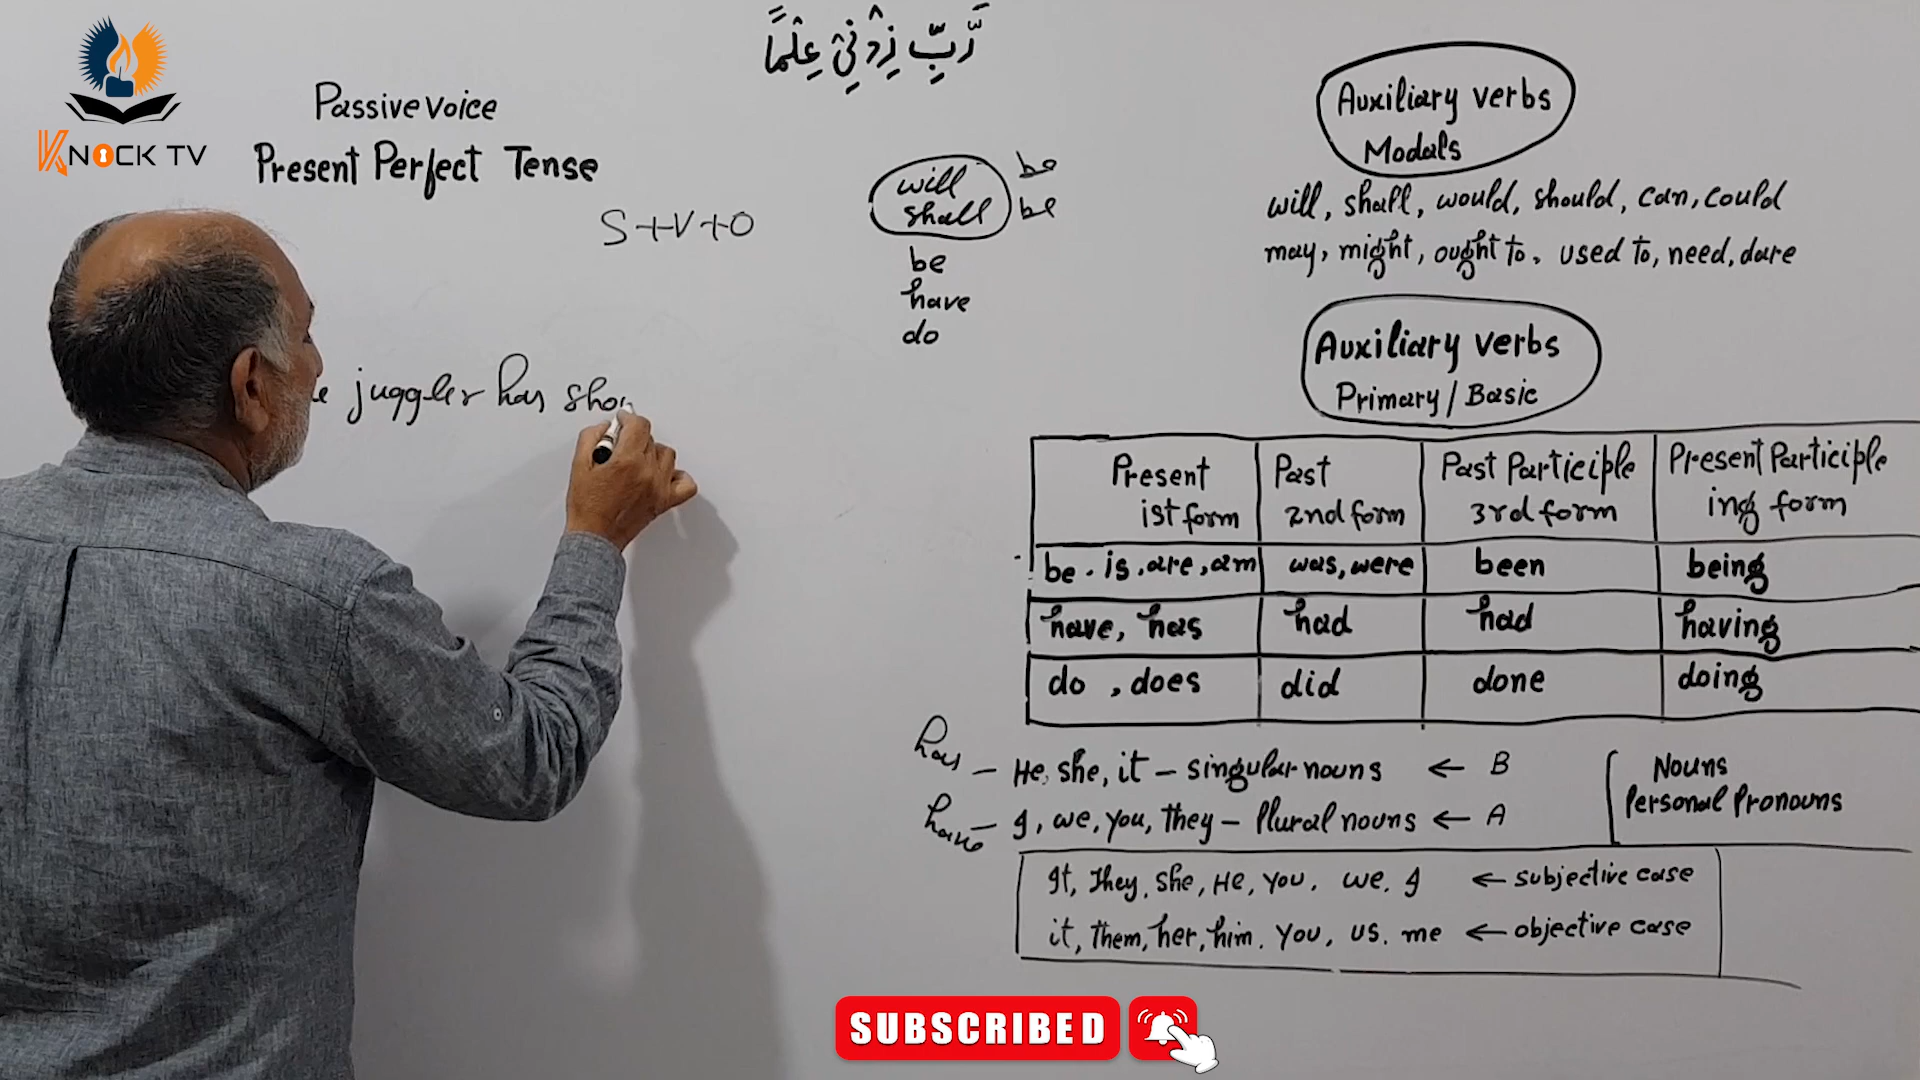 رَّبِّ زِدْنِيْ عِلْمًا
KNOCK TV
Passive Voice
Present Perfect Tense
S+V+O
juggler has
will be
shall be
be
have
do
Auxiliary verbs
Modals
will, shall, would, should, can, could
may, might, ought to, used to, need, dare
Auxiliary verbs
Primary / Basic
Present Past Past Participle Present Participle
ist form 2nd form 3rd form ing form
be . is . are , am was, were been being
have, has had had having
do , does did done doing
has – He, she, it – singular nouns ← B
have – I, we, you, they – Plural nouns ← A
Nouns
Personal Pronouns
It, They, She, He, You, we, I ← subjective case
it, them, her, him, You, us, me ← objective case
SUBSCRIBED